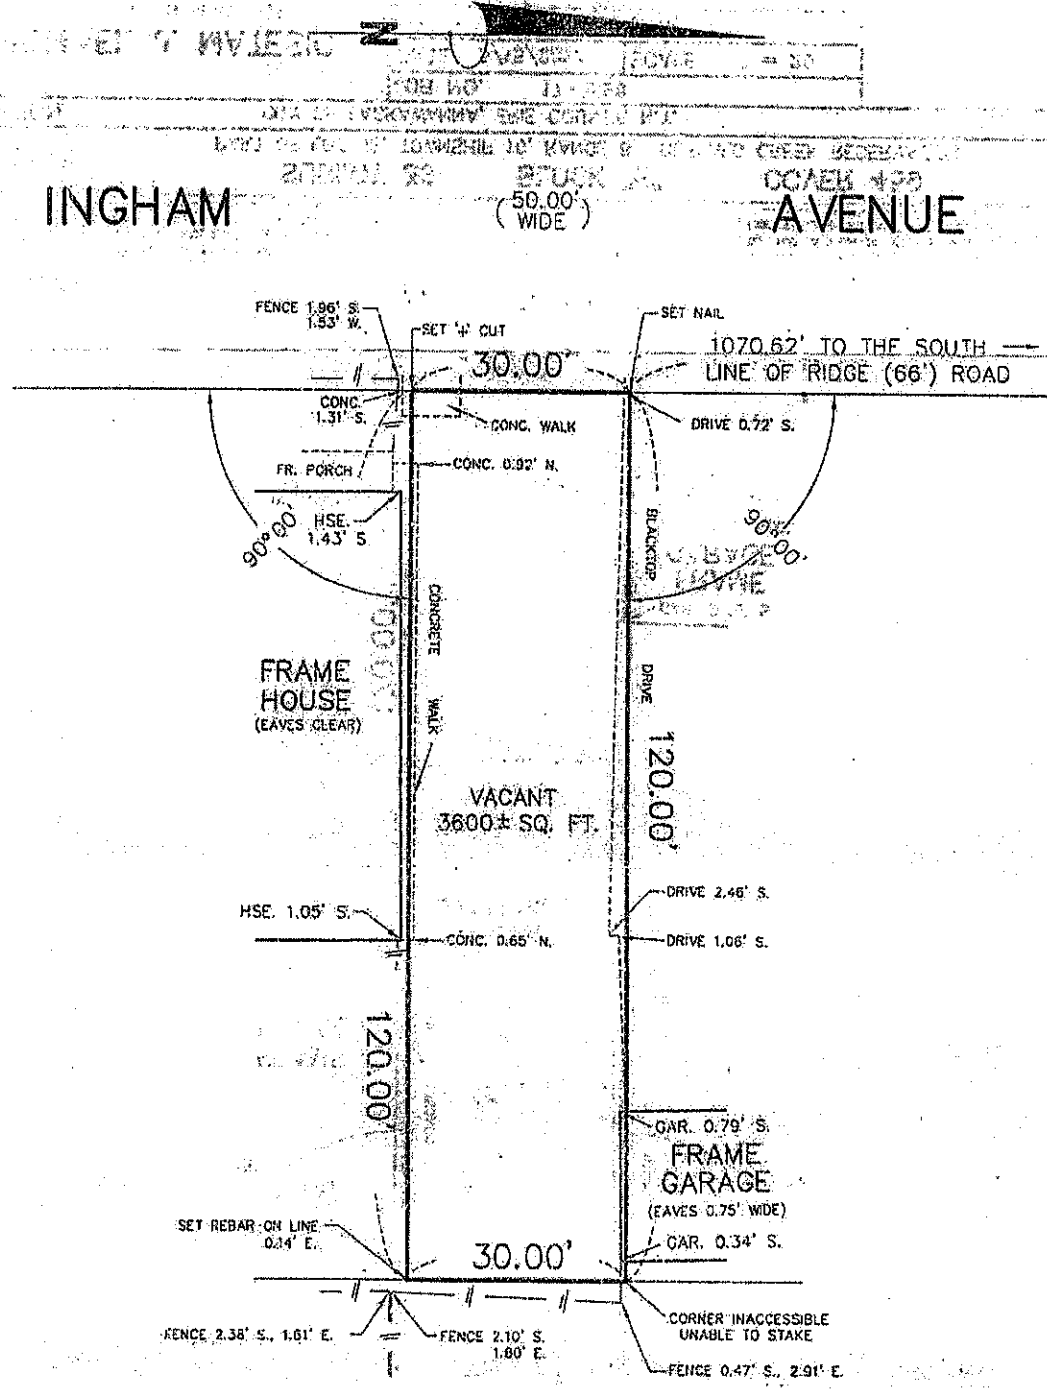 N
INGHAM (50.00' WIDE) AVENUE
FENCE 1.96' S.
1.53' W.
SET '+' CUT
SET NAIL
30.00'
1070.62' TO THE SOUTH
LINE OF RIDGE (66') ROAD
CONC.
1.31' S.
CONC. WALK
DRIVE 0.72' S.
FR. PORCH
CONC. 0.92' N.
HSE.
1.43' S
90°00'
90°00'
BLACKTOP
DRIVE
CONCRETE
WALK
FRAME
HOUSE
(EAVES CLEAR)
120.00'
VACANT
3600± SQ. FT.
DRIVE 2.46' S.
HSE. 1.05' S.
CONC. 0.65' N.
DRIVE 1.06' S.
120.00'
GAR. 0.79' S.
FRAME
GARAGE
(EAVES 0.75' WIDE)
SET REBAR ON LINE
0.14' E.
30.00'
GAR. 0.34' S.
CORNER INACCESSIBLE
UNABLE TO STAKE
FENCE 2.38' S., 1.61' E.
FENCE 2.10' S.
1.60' E.
FENCE 0.47' S., 2.91' E.